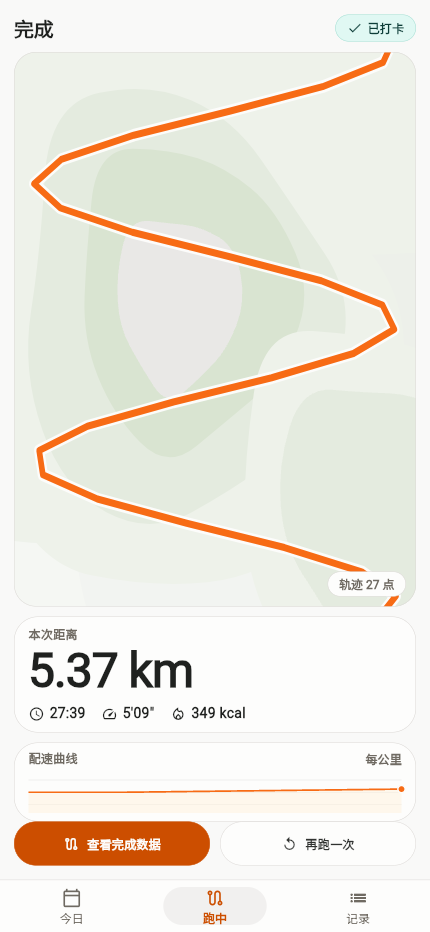 完成
已打卡
轨迹 27 点
本次距离
5.37 km
27:39 5'09" 349 kcal
配速曲线 每公里
查看完成数据 再跑一次
今日 跑中 记录